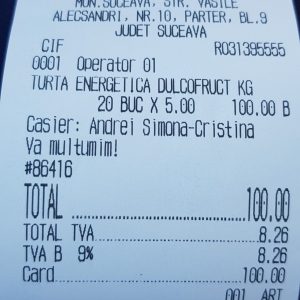 MUN.SUCEAVA, STR. VASILE
ALECSANDRI, NR.10, PARTER, BL.9
JUDET SUCEAVA
CIF RO31395555
0001 Operator 01
TURTA ENERGETICA DULCOFRUCT KG
20 BUC X 5.00 100.00 B
Casier: Andrei Simona-Cristina
Va multumim!
#86416
TOTAL 100.00
TOTAL TVA 8.26
TVA B 9% 8.26
Card 100.00
001 ART